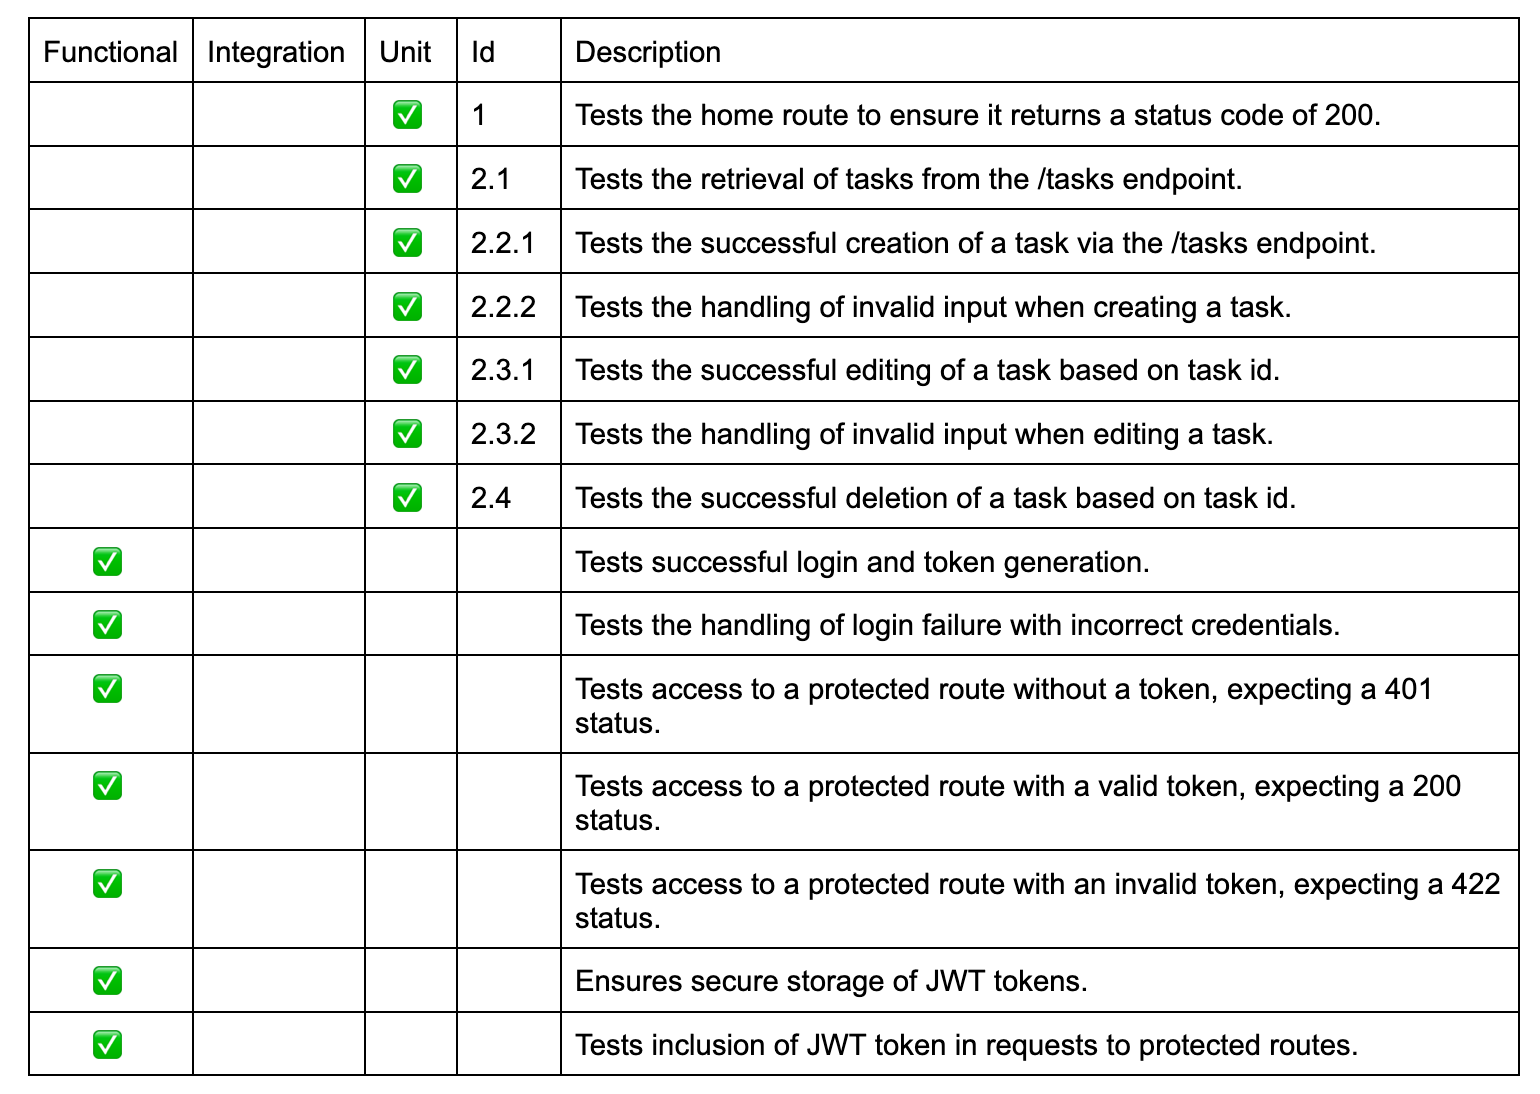 Functional Integration Unit Id Description
✅ 1 Tests the home route to ensure it returns a status code of 200.
✅ 2.1 Tests the retrieval of tasks from the /tasks endpoint.
✅ 2.2.1 Tests the successful creation of a task via the /tasks endpoint.
✅ 2.2.2 Tests the handling of invalid input when creating a task.
✅ 2.3.1 Tests the successful editing of a task based on task id.
✅ 2.3.2 Tests the handling of invalid input when editing a task.
✅ 2.4 Tests the successful deletion of a task based on task id.
✅ Tests successful login and token generation.
✅ Tests the handling of login failure with incorrect credentials.
✅ Tests access to a protected route without a token, expecting a 401
status.
✅ Tests access to a protected route with a valid token, expecting a 200
status.
✅ Tests access to a protected route with an invalid token, expecting a 422
status.
✅ Ensures secure storage of JWT tokens.
✅ Tests inclusion of JWT token in requests to protected routes.